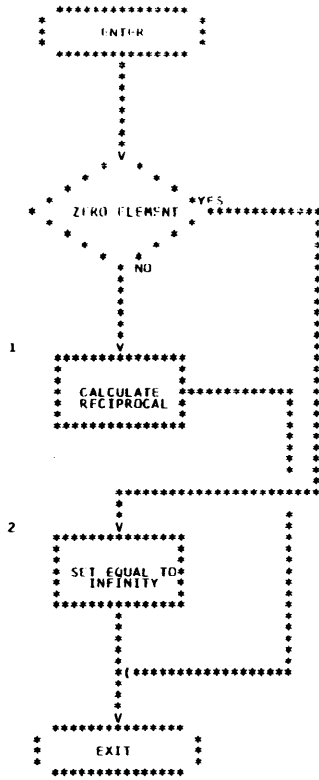 ENTER
ZERO ELEMENT
YES
NO
1
CALCULATE
RECIPROCAL
2
SET EQUAL TO
INFINITY
EXIT